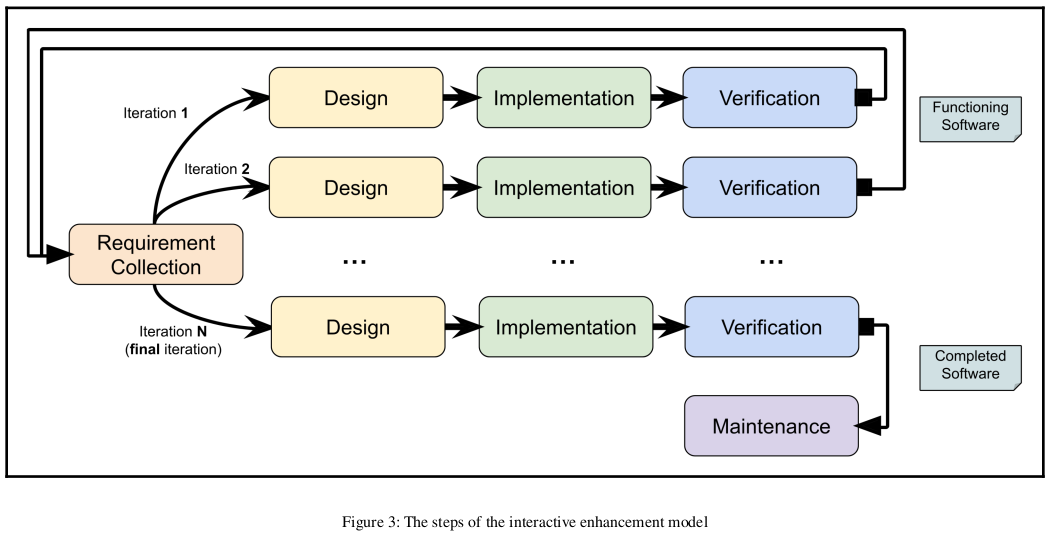 Iteration 1
Design
Implementation
Verification
Functioning
Software
Iteration 2
Design
Implementation
Verification
Requirement
Collection
...
...
...
Iteration N
(final iteration)
Design
Implementation
Verification
Completed
Software
Maintenance
Figure 3: The steps of the interactive enhancement model